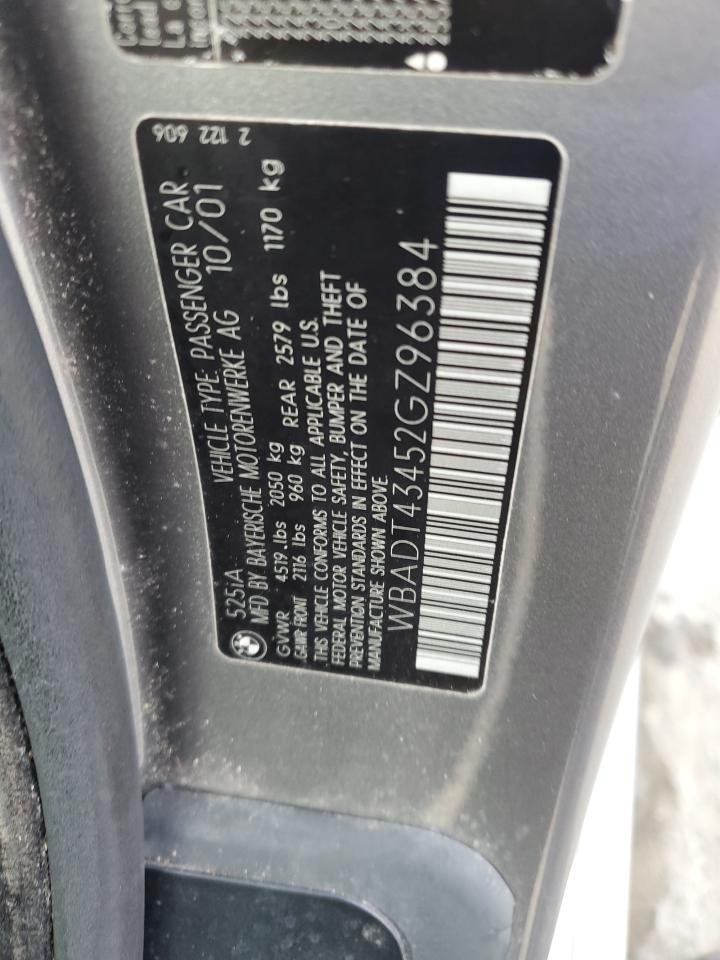 2 122 606
525iA VEHICLE TYPE: PASSENGER CAR
MFD BY BAYERISCHE MOTORENWERKE AG 10/01
GVWR 4519.lbs 2050 kg
GAWR FRONT 2116 lbs 960 kg REAR 2579 lbs 1170 kg
THIS VEHICLE CONFORMS TO ALL APPLICABLE U.S.
FEDERAL MOTOR VEHICLE SAFETY, BUMPER AND THEFT
PREVENTION STANDARDS IN EFFECT ON THE DATE OF
MANUFACTURE SHOWN ABOVE.
WBADT43452GZ96384